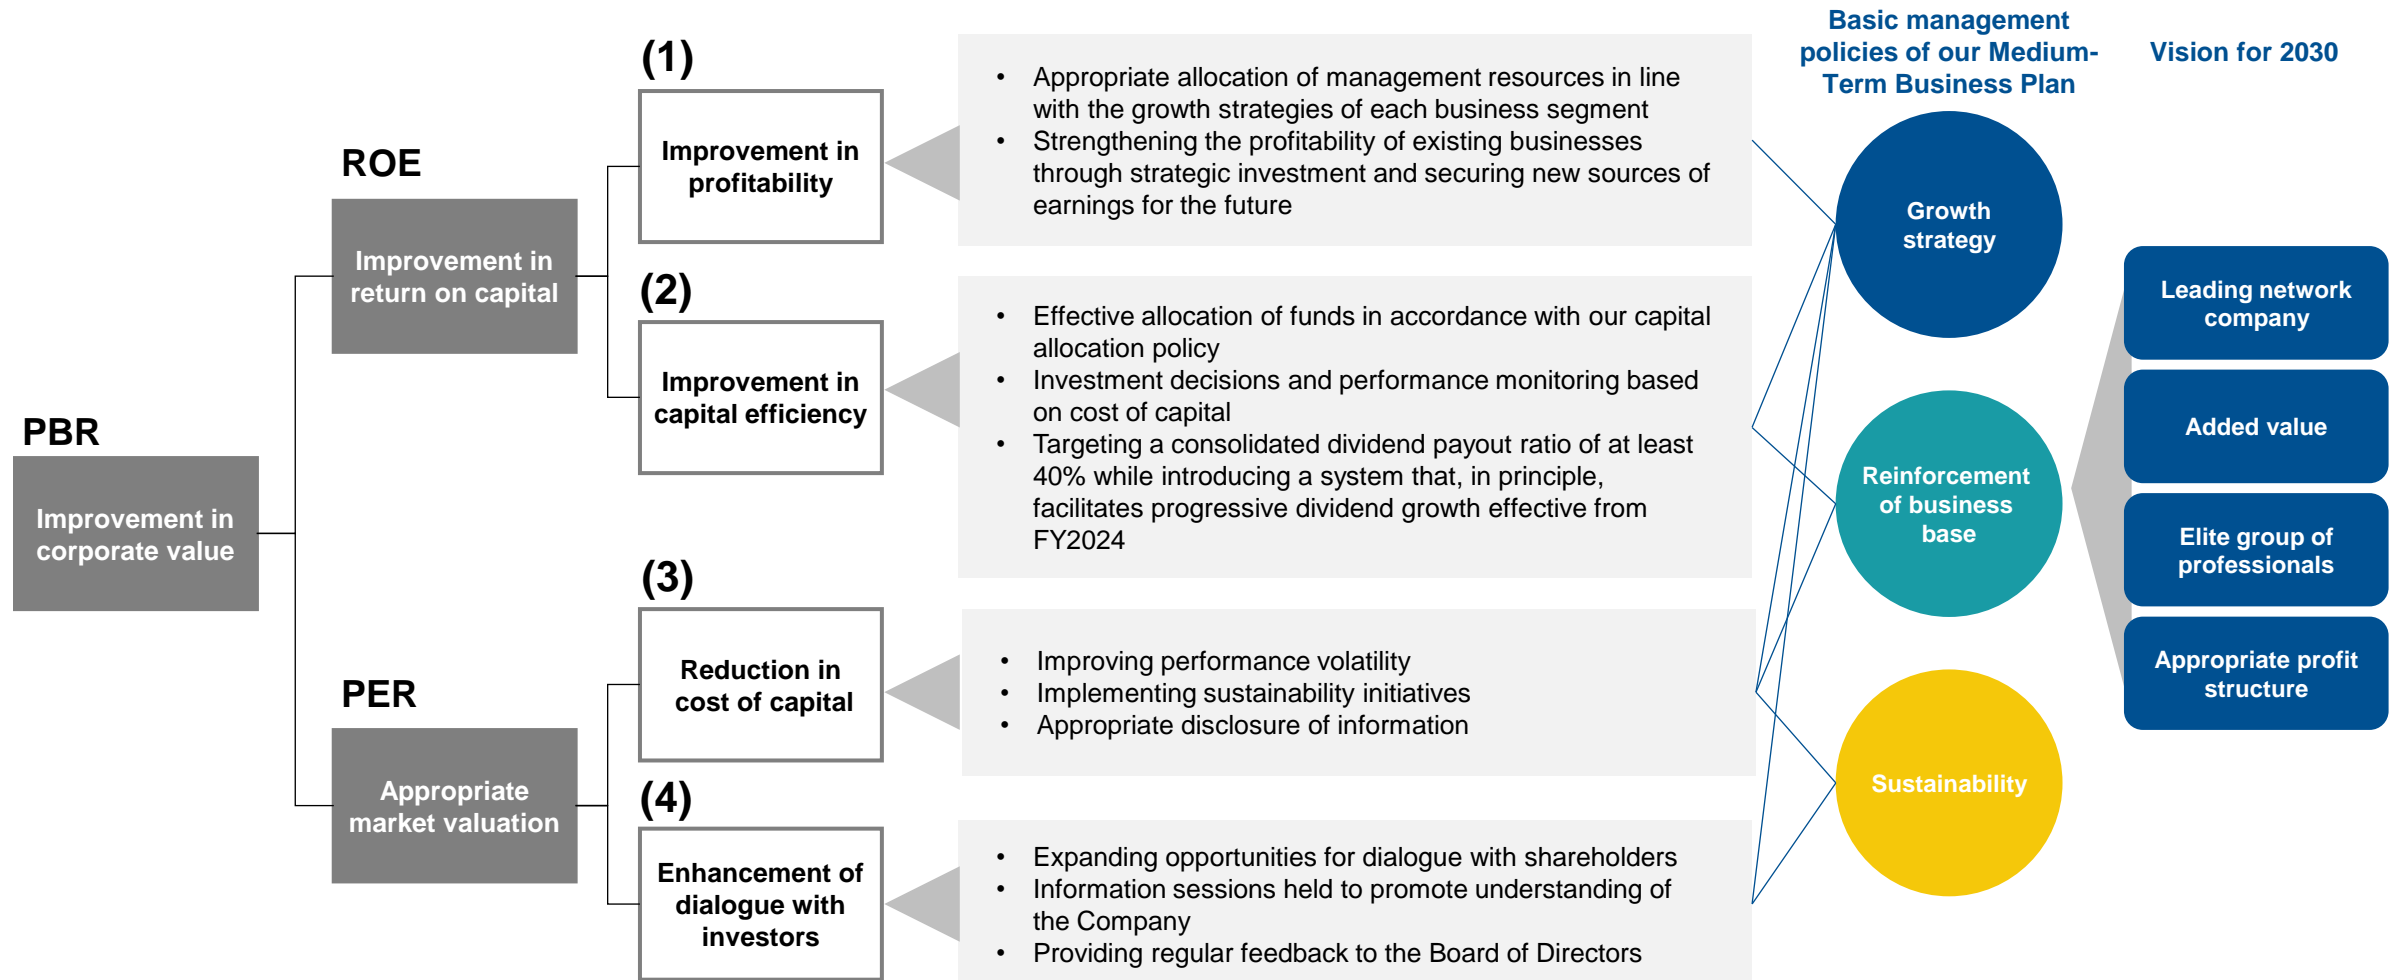 PBR
Improvement in
corporate value
ROE
Improvement in
return on capital
PER
Appropriate
market valuation
(1)
Improvement in
profitability
• Appropriate allocation of management resources in line
with the growth strategies of each business segment
• Strengthening the profitability of existing businesses
through strategic investment and securing new sources of
earnings for the future
(2)
Improvement in
capital efficiency
• Effective allocation of funds in accordance with our capital
allocation policy
• Investment decisions and performance monitoring based
on cost of capital
• Targeting a consolidated dividend payout ratio of at least
40% while introducing a system that, in principle,
facilitates progressive dividend growth effective from
FY2024
(3)
Reduction in
cost of capital
• Improving performance volatility
• Implementing sustainability initiatives
• Appropriate disclosure of information
(4)
Enhancement of
dialogue with
investors
• Expanding opportunities for dialogue with shareholders
• Information sessions held to promote understanding of
the Company
• Providing regular feedback to the Board of Directors
Basic management
policies of our Medium-
Term Business Plan
Growth
strategy
Reinforcement
of business
base
Sustainability
Vision for 2030
Leading network
company
Added value
Elite group of
professionals
Appropriate profit
structure